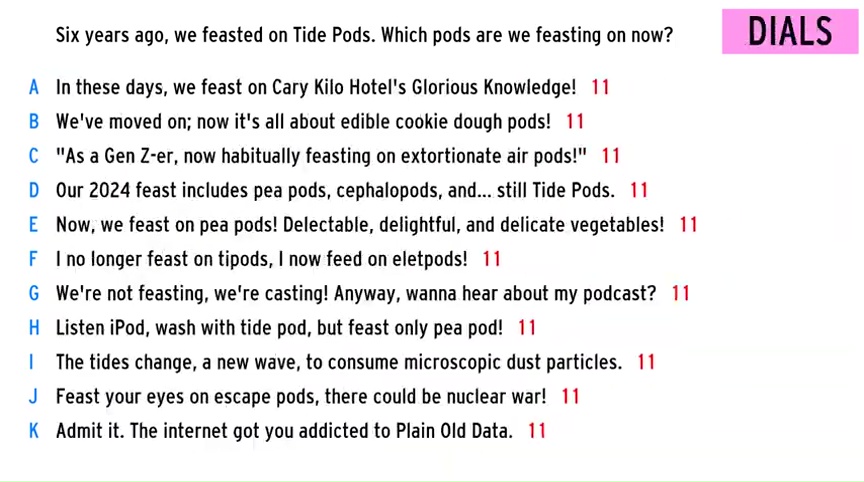 Six years ago, we feasted on Tide Pods. Which pods are we feasting on now?
DIALS
A In these days, we feast on Cary Kilo Hotel's Glorious Knowledge! 11
B We've moved on; now it's all about edible cookie dough pods! 11
C "As a Gen Z-er, now habitually feasting on extortionate air pods!" 11
D Our 2024 feast includes pea pods, cephalopods, and... still Tide Pods. 11
E Now, we feast on pea pods! Delectable, delightful, and delicate vegetables! 11
F I no longer feast on tipods, I now feed on eletpods! 11
G We're not feasting, we're casting! Anyway, wanna hear about my podcast? 11
H Listen iPod, wash with tide pod, but feast only pea pod! 11
I The tides change, a new wave, to consume microscopic dust particles. 11
J Feast your eyes on escape pods, there could be nuclear war! 11
K Admit it. The internet got you addicted to Plain Old Data. 11